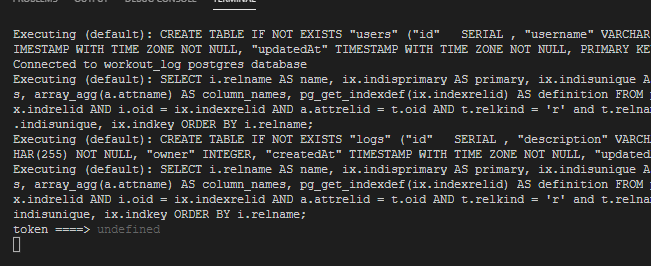 PROBLEMS OUTPUT DEBUG CONSOLE TERMINAL
Executing (default): CREATE TABLE IF NOT EXISTS "users" ("id" SERIAL , "username" VARCHAR
IMESTAMP WITH TIME ZONE NOT NULL, "updatedAt" TIMESTAMP WITH TIME ZONE NOT NULL, PRIMARY KE
Connected to workout_log postgres database
Executing (default): SELECT i.relname AS name, ix.indisprimary AS primary, ix.indisunique A
s, array_agg(a.attname) AS column_names, pg_get_indexdef(ix.indexrelid) AS definition FROM
x.indrelid AND i.oid = ix.indexrelid AND a.attrelid = t.oid AND t.relkind = 'r' and t.relna
.indisunique, ix.indkey ORDER BY i.relname;
Executing (default): CREATE TABLE IF NOT EXISTS "logs" ("id" SERIAL , "description" VARCH
HAR(255) NOT NULL, "owner" INTEGER, "createdAt" TIMESTAMP WITH TIME ZONE NOT NULL, "updated
Executing (default): SELECT i.relname AS name, ix.indisprimary AS primary, ix.indisunique A
s, array_agg(a.attname) AS column_names, pg_get_indexdef(ix.indexrelid) AS definition FROM
x.indrelid AND i.oid = ix.indexrelid AND a.attrelid = t.oid AND t.relkind = 'r' and t.relna
indisunique, ix.indkey ORDER BY i.relname;
token ====> undefined